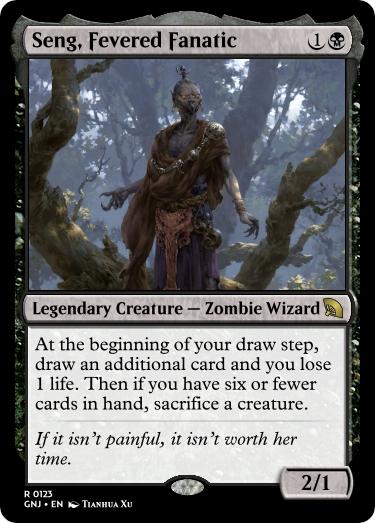 Seng, Fevered Fanatic 1
Legendary Creature — Zombie Wizard
At the beginning of your draw step,
draw an additional card and you lose
1 life. Then if you have six or fewer
cards in hand, sacrifice a creature.
If it isn't painful, it isn't worth her
time.
2/1
R 0123
GNJ • EN Tianhua Xu